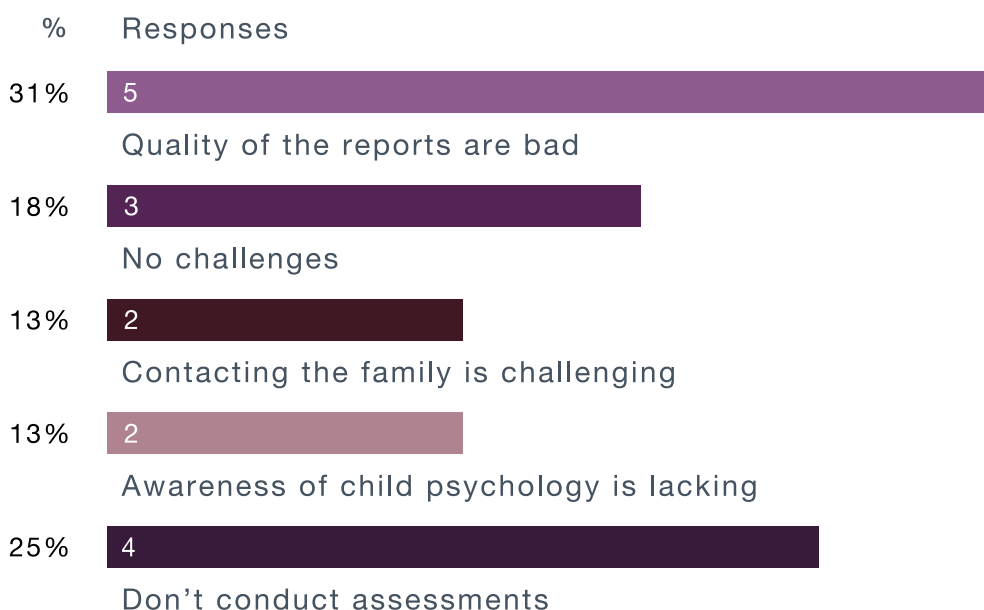 % Responses
31% 5
Quality of the reports are bad
18% 3
No challenges
13% 2
Contacting the family is challenging
13% 2
Awareness of child psychology is lacking
25% 4
Don’t conduct assessments